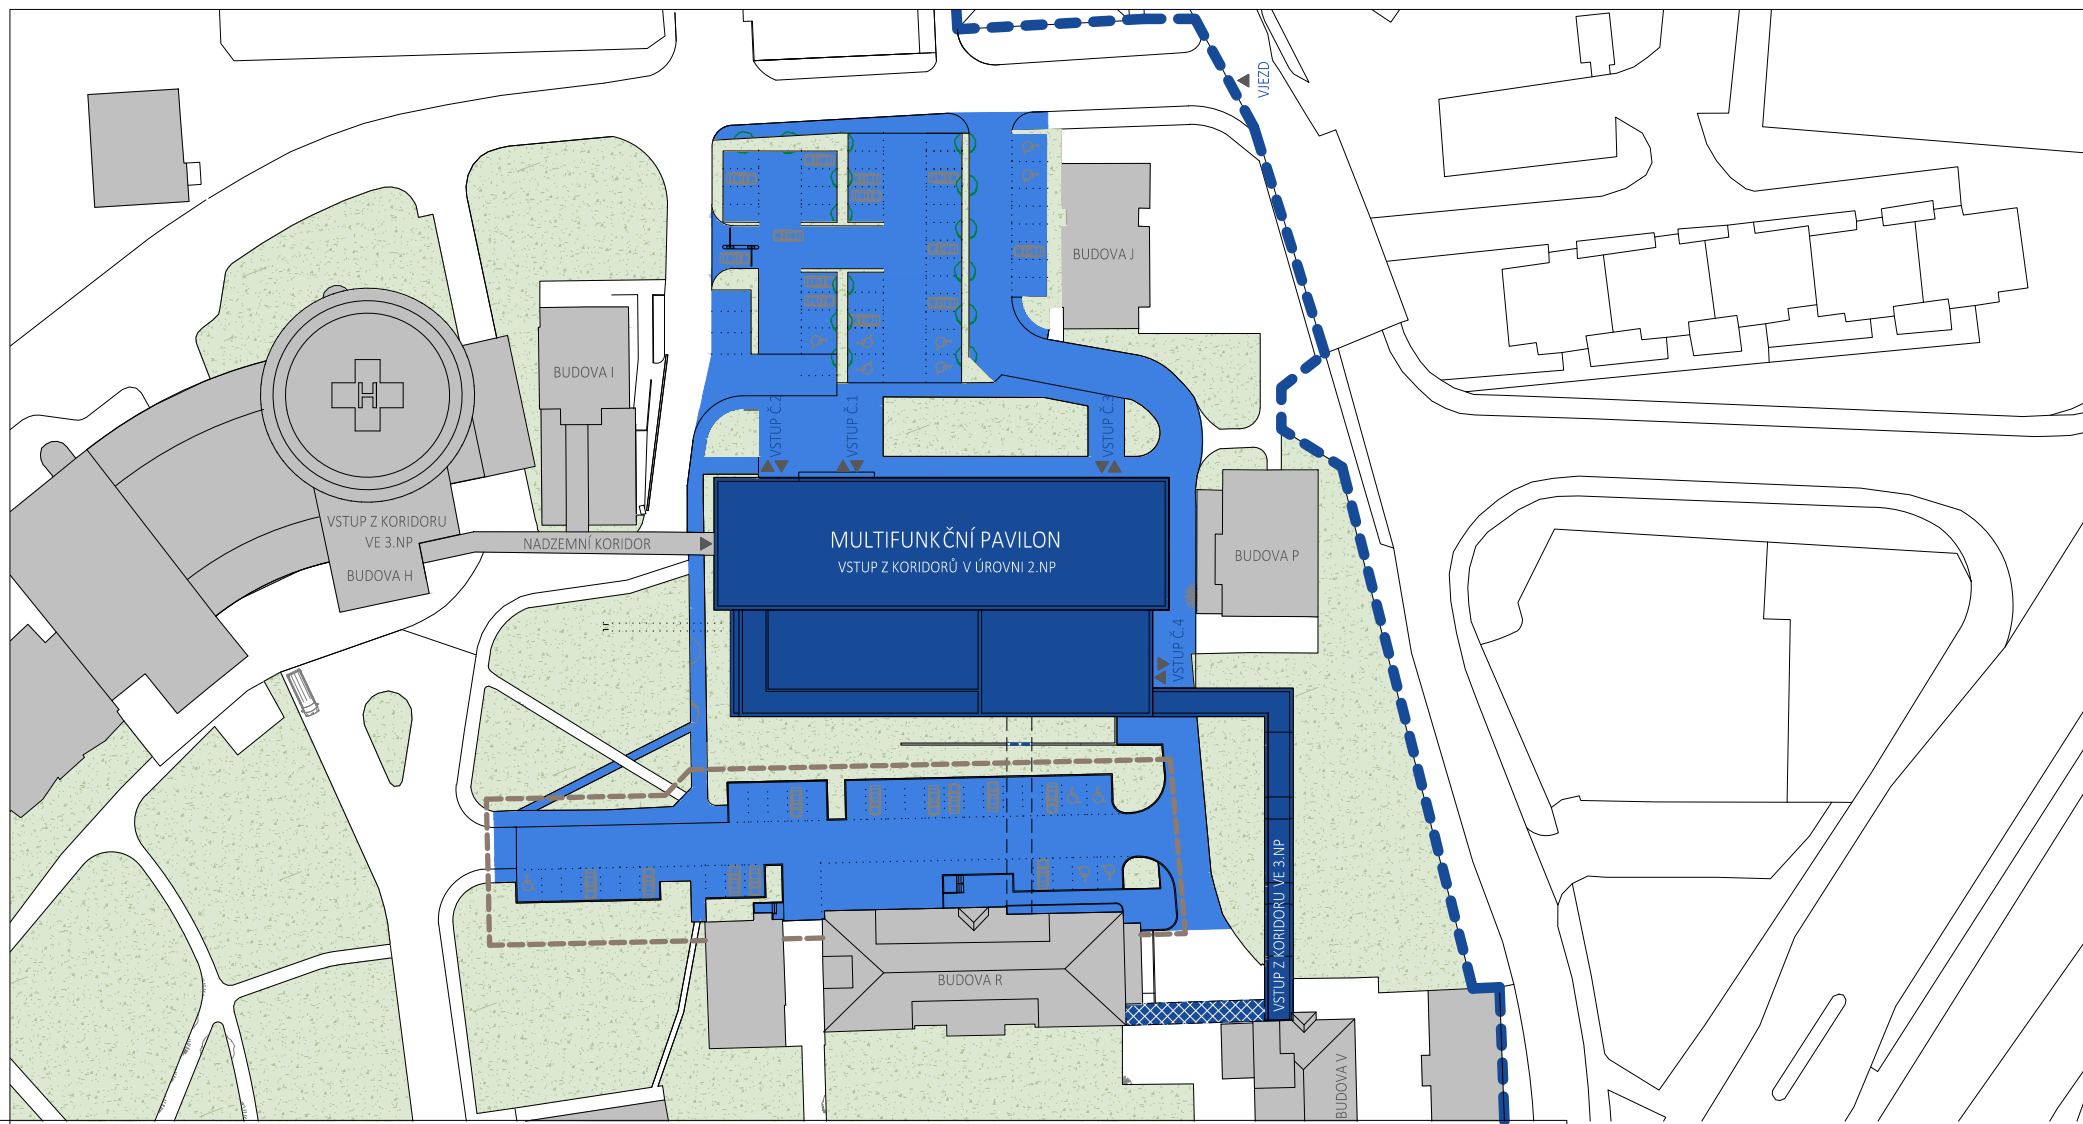 VJEZD
BUDOVA J
BUDOVA I
VSTUP Č.2
VSTUP Č.1
VSTUP Č.3
VSTUP Z KORIDORU
VE 3.NP
BUDOVA H
NADZEMNÍ KORIDOR
MULTIFUNKČNÍ PAVILON
VSTUP Z KORIDORŮ V ÚROVNI 2.NP
BUDOVA P
VSTUP Č.4
VSTUP Z KORIDORU VE 3.NP
BUDOVA R
BUDOVA V
H